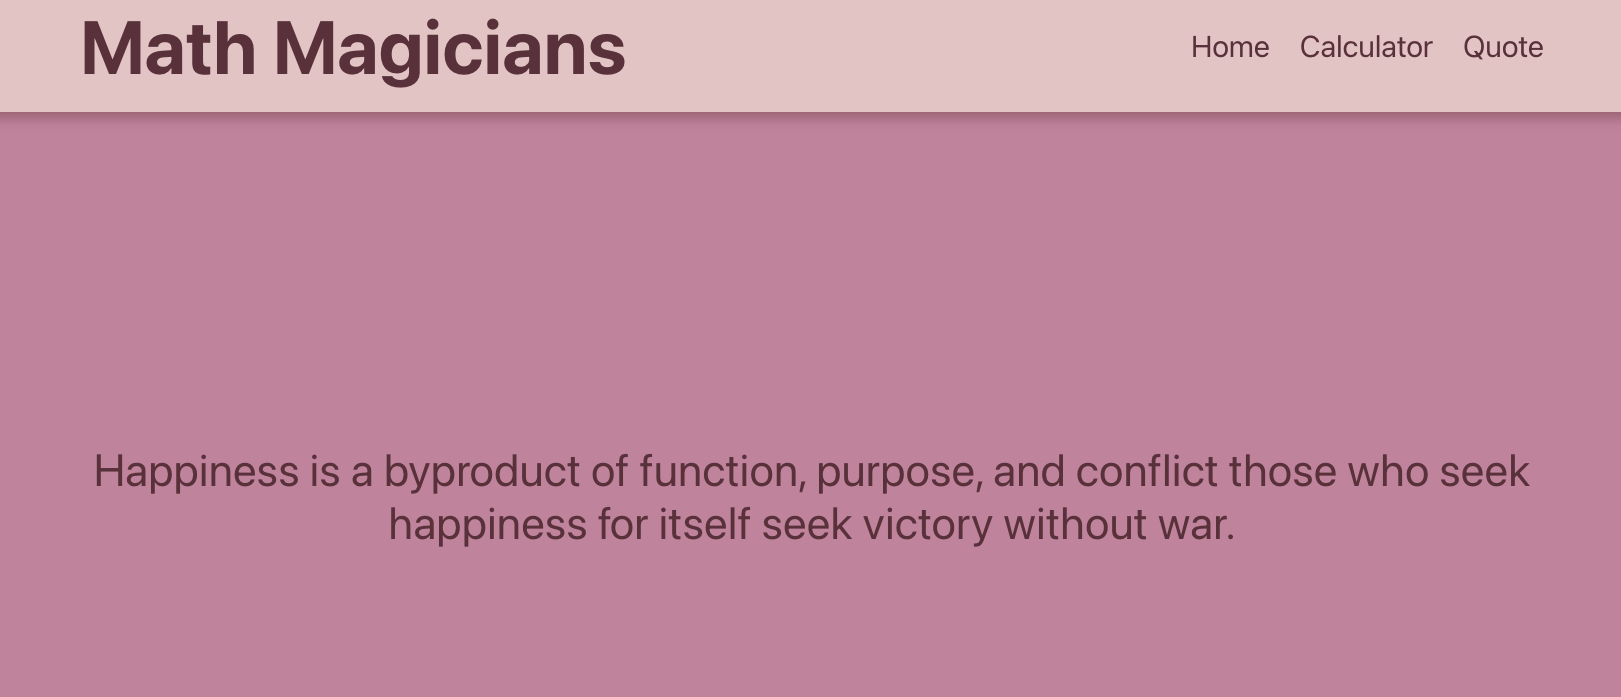 Math Magicians
Home Calculator Quote
Happiness is a byproduct of function, purpose, and conflict those who seek
happiness for itself seek victory without war.